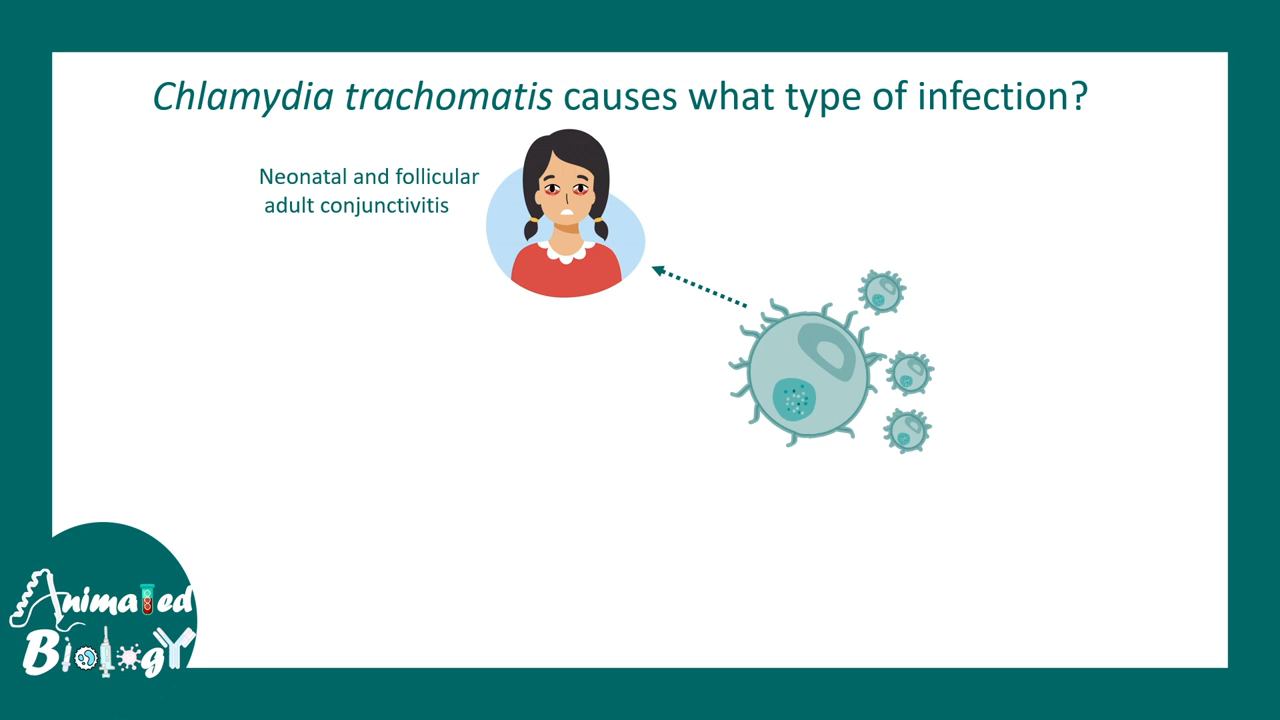 Chlamydia trachomatis causes what type of infection?
Neonatal and follicular
adult conjunctivitis
Animated
Biology